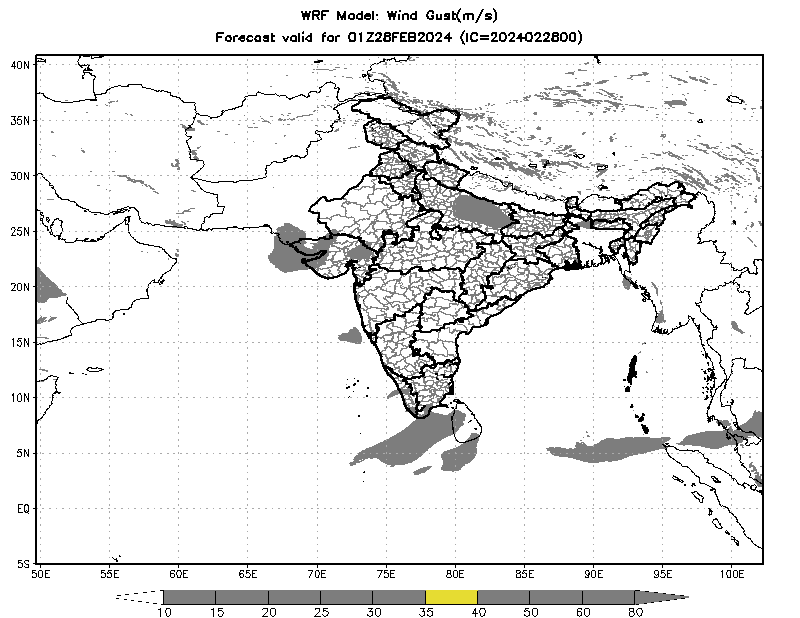 WRF Model: Wind Gust(m/s)
Forecast valid for 01Z28FEB2024 (IC=2024022800)
40N
35N
30N
25N
20N
15N
10N
5N
EQ
5S
50E 55E 60E 65E 70E 75E 80E 85E 90E 95E 100E
10 15 20 25 30 35 40 50 60 80